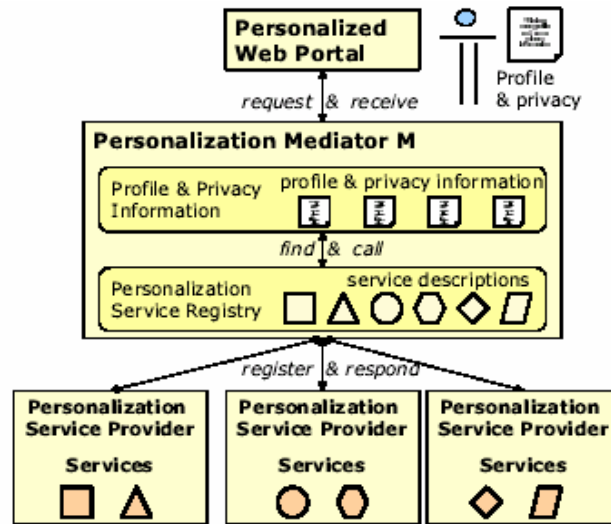 Personalized
Web Portal
Profile
& privacy
request & receive
Personalization Mediator M
Profile & Privacy
Information
profile & privacy information
find & call
Personalization
Service Registry
service descriptions
register & respond
Personalization
Service Provider
Services
Personalization
Service Provider
Services
Personalization
Service Provider
Services